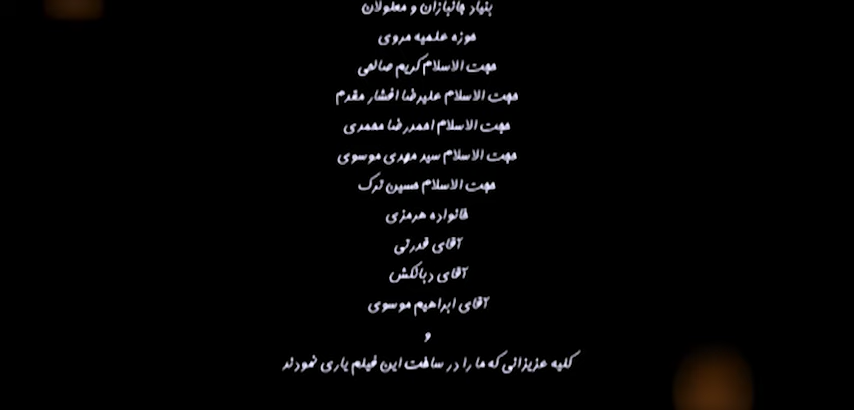 بنیاد جانبازان و معلولان
حوزه علمیه مروی
حجت الاسلام کریم صالحی
حجت الاسلام علیرضا افشار مقدم
حجت الاسلام احمدرضا محمدی
حجت الاسلام سید مهدی موسوی
حجت الاسلام حسین ترک
خانواده هرمزی
آقای قدرتی
آقای دبالکش
آقای ابراهیم موسوی
و
کلیه عزیزانی که ما را در ساخت این فیلم یاری نمودند